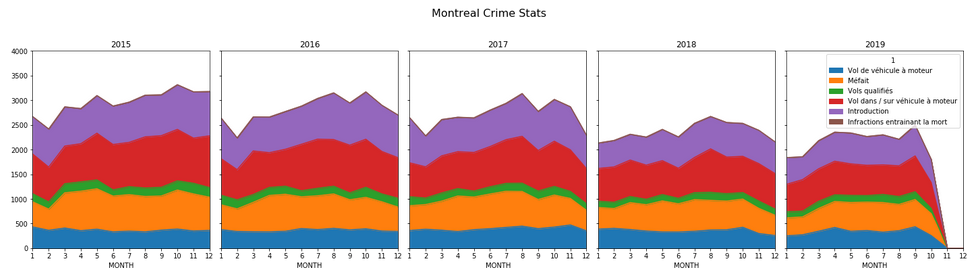 Montreal Crime Stats
2015
2016
2017
2018
2019
4000
3500
3000
2500
2000
1500
1000
500
0
1
Vol de véhicule à moteur
Méfait
Vols qualifiés
Vol dans / sur véhicule à moteur
Introduction
Infractions entrainant la mort
1 2 3 4 5 6 7 8 9 10 11 12
1 2 3 4 5 6 7 8 9 10 11 12
1 2 3 4 5 6 7 8 9 10 11 12
1 2 3 4 5 6 7 8 9 10 11 12
1 2 3 4 5 6 7 8 9 10 11 12
MONTH
MONTH
MONTH
MONTH
MONTH